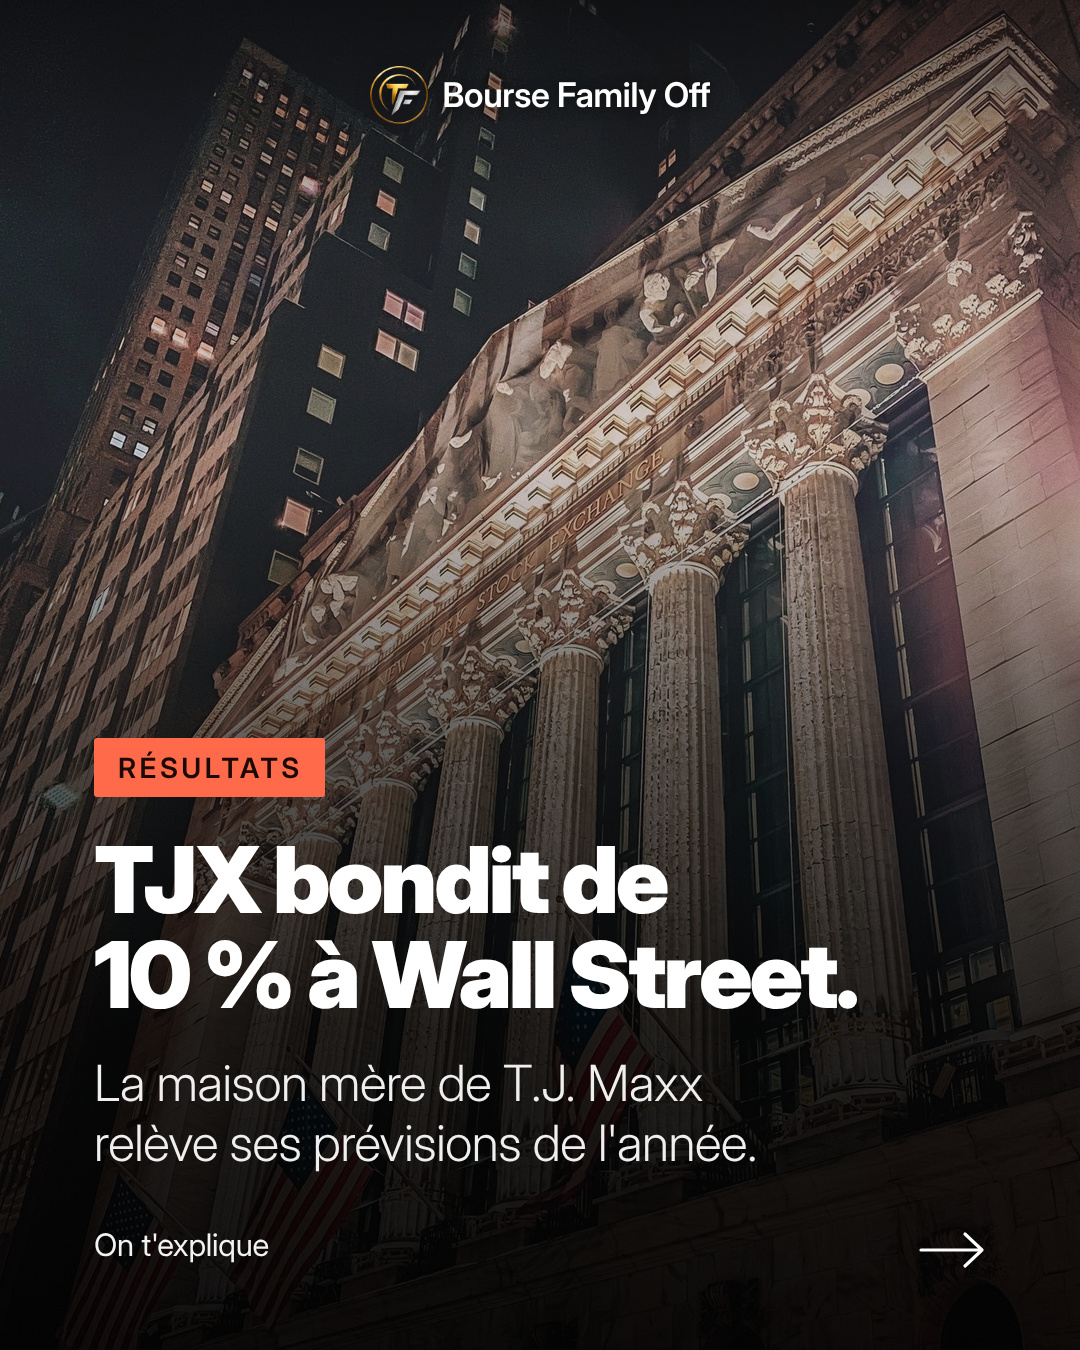 Bourse Family Off
NEW YORK STOCK EXCHANGE
RÉSULTATS
TJX bondit de
10 % à Wall Street.
La maison mère de T.J. Maxx
relève ses prévisions de l'année.
On t'explique